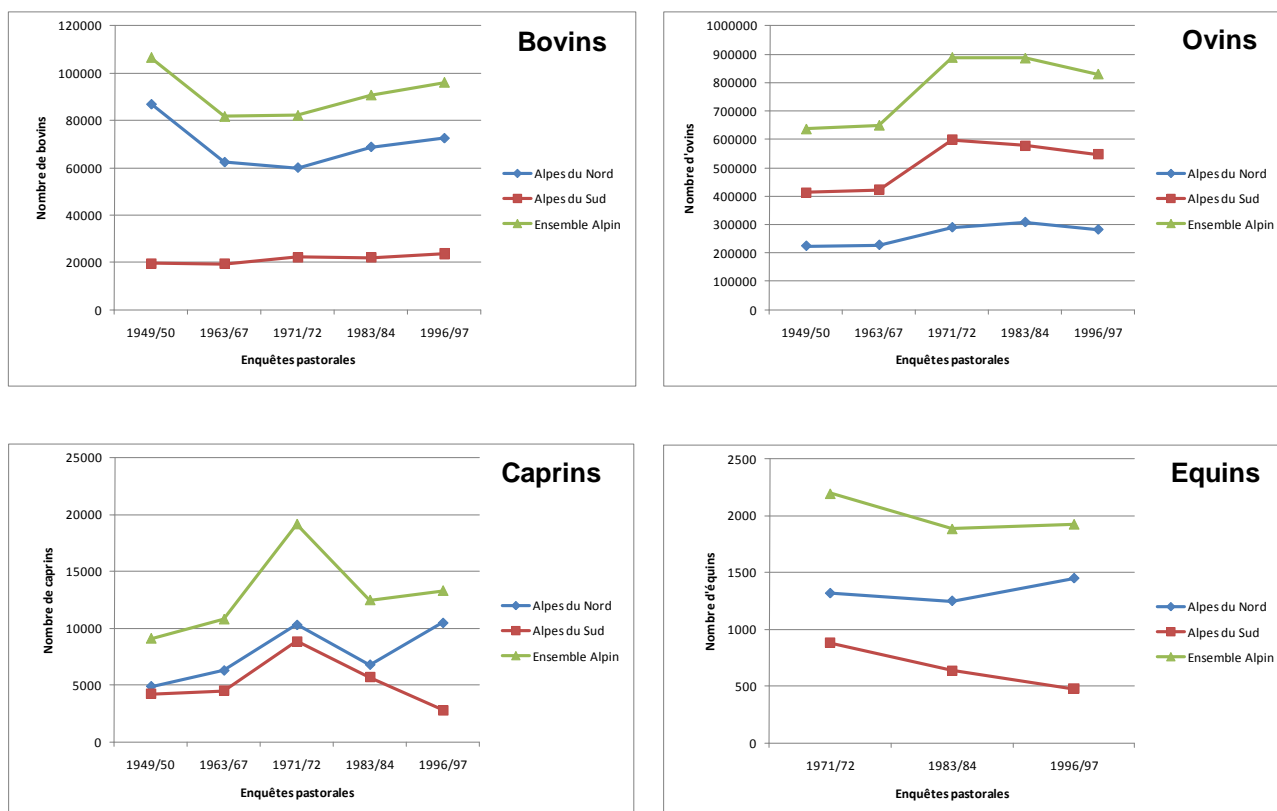 Bovins
120000
100000
80000
60000
40000
20000
0
Nombre de bovins
1949/50 1963/67 1971/72 1983/84 1996/97
Enquêtes pastorales
Alpes du Nord
Alpes du Sud
Ensemble Alpin
Ovins
1000000
900000
800000
700000
600000
500000
400000
300000
200000
100000
0
Nombre d'ovins
1949/50 1963/67 1971/72 1983/84 1996/97
Enquêtes pastorales
Alpes du Nord
Alpes du Sud
Ensemble Alpin
Caprins
25000
20000
15000
10000
5000
0
Nombre de caprins
1949/50 1963/67 1971/72 1983/84 1996/97
Enquêtes pastorales
Alpes du Nord
Alpes du Sud
Ensemble Alpin
Equins
2500
2000
1500
1000
500
0
Nombre d'équins
1971/72 1983/84 1996/97
Enquêtes pastorales
Alpes du Nord
Alpes du Sud
Ensemble Alpin